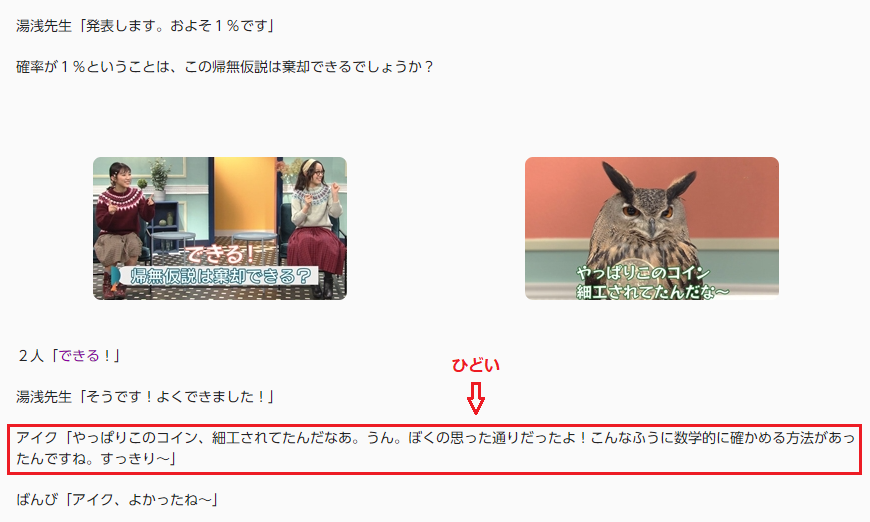 湯浅先生「発表します。およそ１％です」
確率が１％ということは、この帰無仮説は棄却できるでしょうか？
できる！
帰無仮説は棄却できる？
やっぱりこのコイン
細工されてたんだな～
２人「できる！」
ひどい
湯浅先生「そうです！よくできました！」
アイク「やっぱりこのコイン、細工されてたんだなあ。うん。ぼくの思った通りだったよ！こんなふうに数学的に確かめる方法があっ
たんですね。すっきり～」
ばんび「アイク、よかったね～」